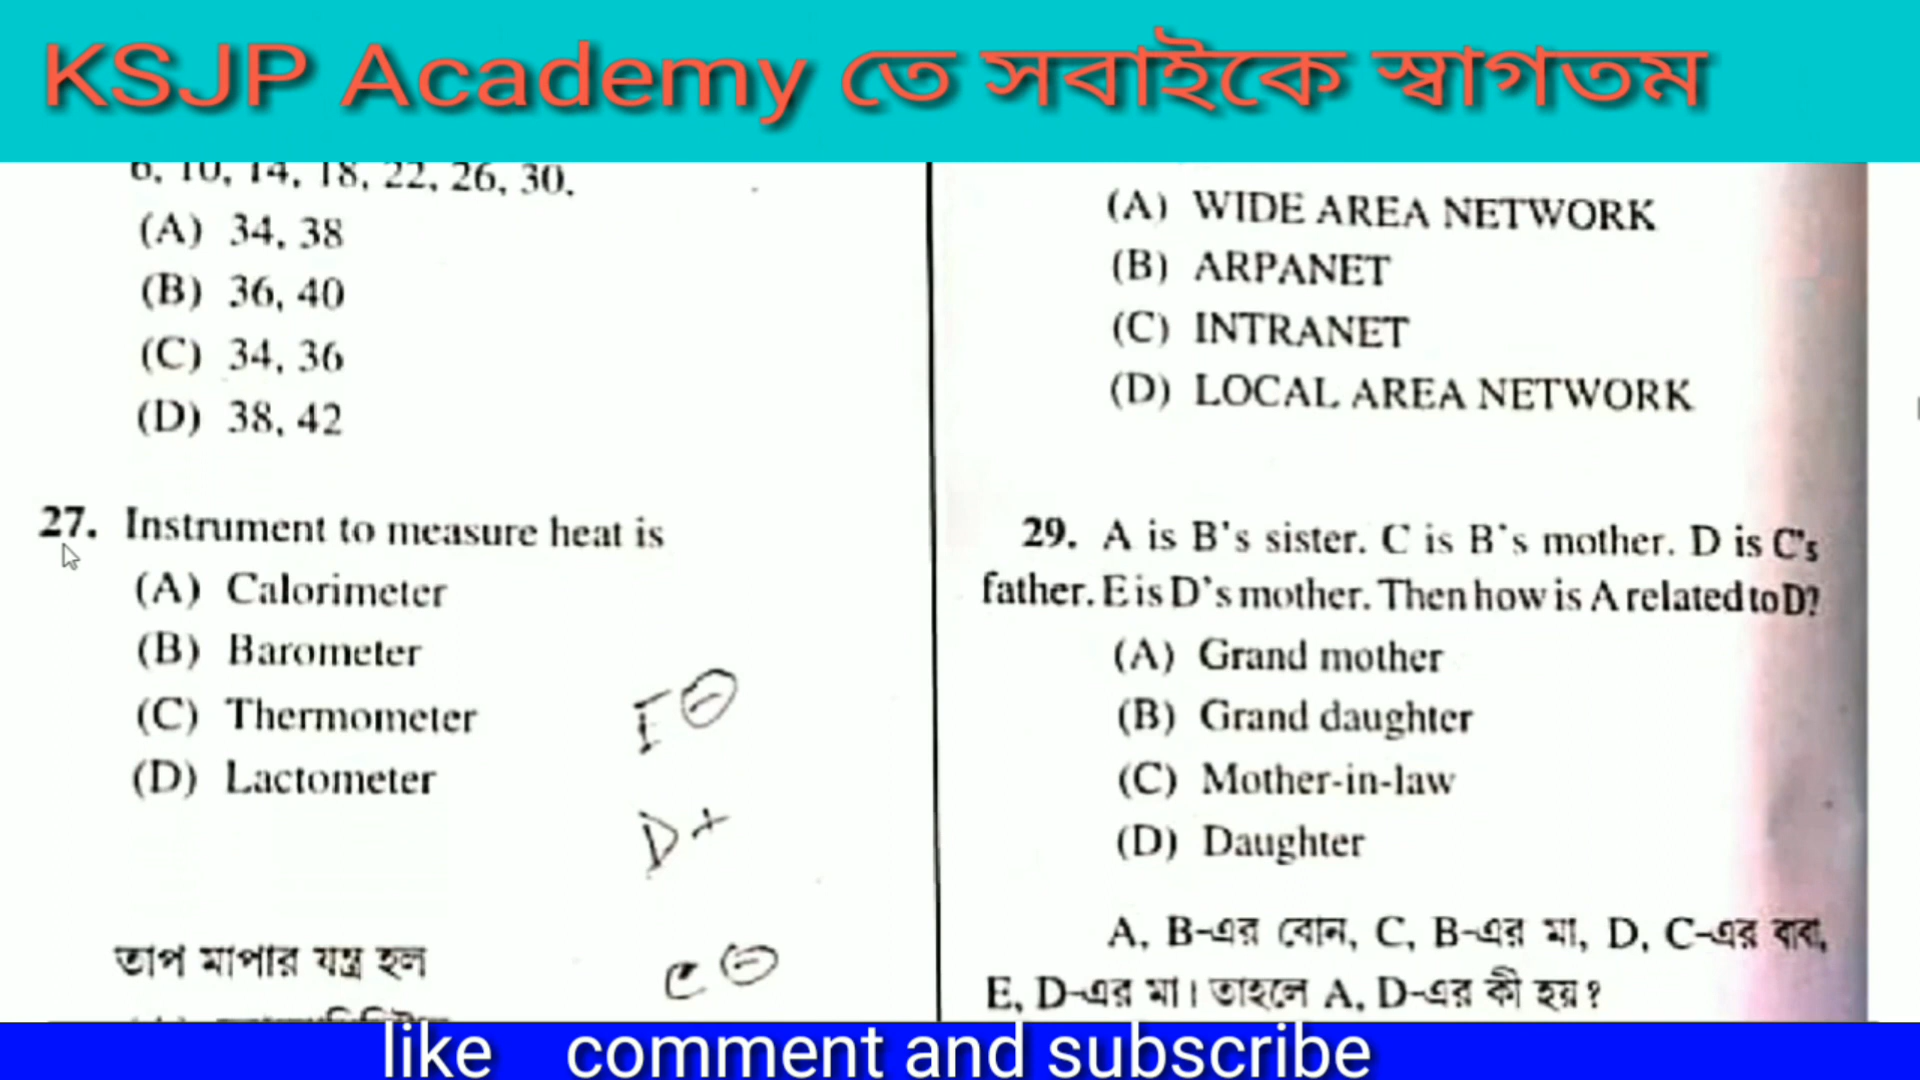 KSJP Academy তে সবাইকে স্বাগতম
6, 10, 14, 18, 22, 26, 30.
(A) 34, 38
(B) 36, 40
(C) 34, 36
(D) 38, 42
27. Instrument to measure heat is
(A) Calorimeter
(B) Barometer
(C) Thermometer
(D) Lactometer
তাপ মাপার যন্ত্র হল
(A) WIDE AREA NETWORK
(B) ARPANET
(C) INTRANET
(D) LOCAL AREA NETWORK
29. A is B's sister. C is B's mother. D is C's
father. E is D's mother. Then how is A related to D?
(A) Grand mother
(B) Grand daughter
(C) Mother-in-law
(D) Daughter
A, B-এর বোন, C, B-এর মা, D, C-এর বাবা,
E, D-এর মা। তাহলে A, D-এর কী হয়?
D +
C
like comment and subscribe